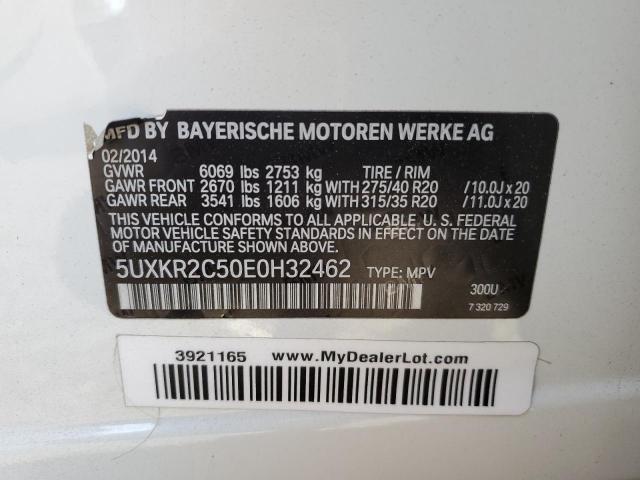 MFD BY BAYERISCHE MOTOREN WERKE AG
02/2014
GVWR 6069 lbs 2753 kg TIRE / RIM
GAWR FRONT 2670 lbs 1211 kg WITH 275/40 R20 /10.0J x 20
GAWR REAR 3541 lbs 1606 kg WITH 315/35 R20 /11.0J x 20
THIS VEHICLE CONFORMS TO ALL APPLICABLE U. S. FEDERAL
MOTOR VEHICLE SAFETY STANDARDS IN EFFECT ON THE DATE
OF MANUFACTURE SHOWN ABOVE.
5UXKR2C50E0H32462 TYPE: MPV
300U
7 320 729
3921165 www.MyDealerLot.com